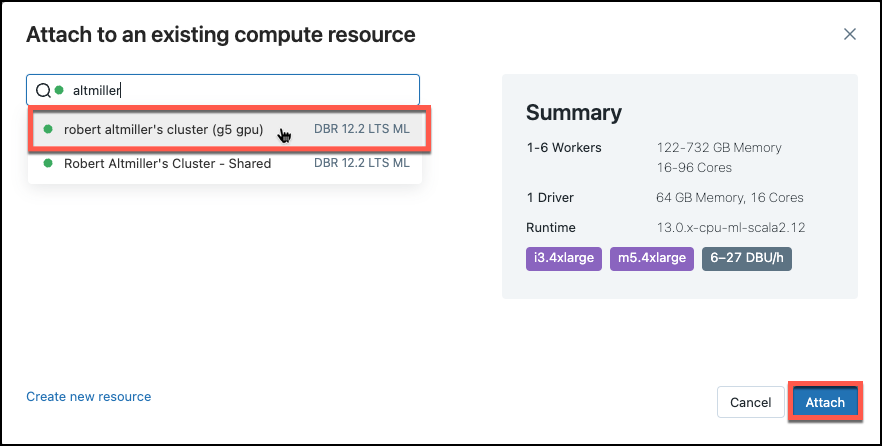 Attach to an existing compute resource
altmiller
robert altmiller's cluster (g5 gpu) DBR 12.2 LTS ML
Robert Altmiller's Cluster - Shared DBR 12.2 LTS ML
Summary
1-6 Workers 122-732 GB Memory
16-96 Cores
1 Driver 64 GB Memory, 16 Cores
Runtime 13.0.x-cpu-ml-scala2.12
i3.4xlarge m5.4xlarge 6–27 DBU/h
Create new resource
Cancel Attach